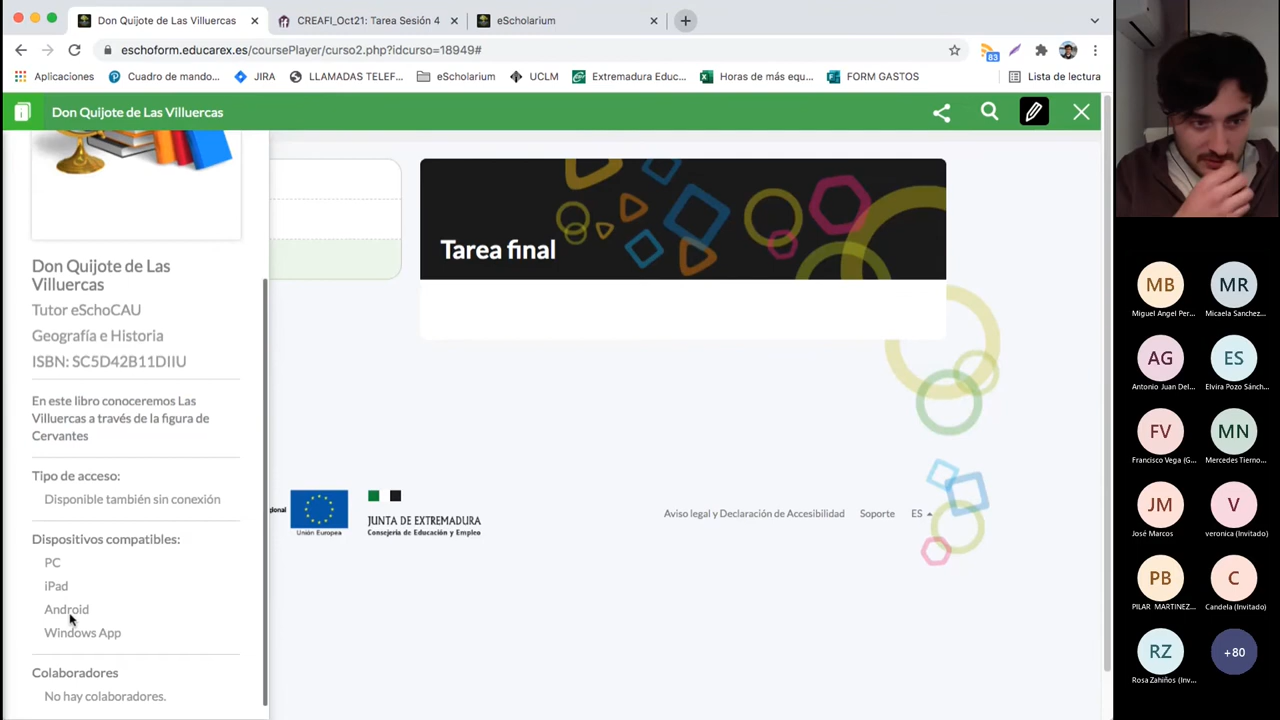 Don Quijote de Las Villuercas
CREAFI_Oct21: Tarea Sesión 4
eScholarium
eschoform.educarex.es/coursePlayer/curso2.php?idcurso=18949#
83
Aplicaciones
Cuadro de mando...
JIRA
LLAMADAS TELEF...
eScholarium
UCLM
Extremadura Educ...
Horas de más equ...
FORM GASTOS
Lista de lectura
Don Quijote de Las Villuercas
Tarea final
Don Quijote de Las
Villuercas
Tutor eSchoCAU
Geografía e Historia
ISBN: SC5D42B11DIIU
En este libro conoceremos Las
Villuercas a través de la figura de
Cervantes
Tipo de acceso:
Disponible también sin conexión
Dispositivos compatibles:
PC
iPad
Android
Windows App
Colaboradores
No hay colaboradores.
gional
Unión Europea
JUNTA DE EXTREMADURA
Consejería de Educación y Empleo
Aviso legal y Declaración de Accesibilidad
Soporte
ES
MB
MR
Miguel Angel Per...
Micaela Sanchez...
AG
ES
Antonio Juan Del...
Elvira Pozo Sánch...
FV
MN
Francisco Vega (G...
Mercedes Tierno...
JM
V
José Marcos
veronica (Invitado)
PB
C
PILAR MARTINEZ...
Candela (Invitado)
RZ
+80
Rosa Zahiños (Inv...